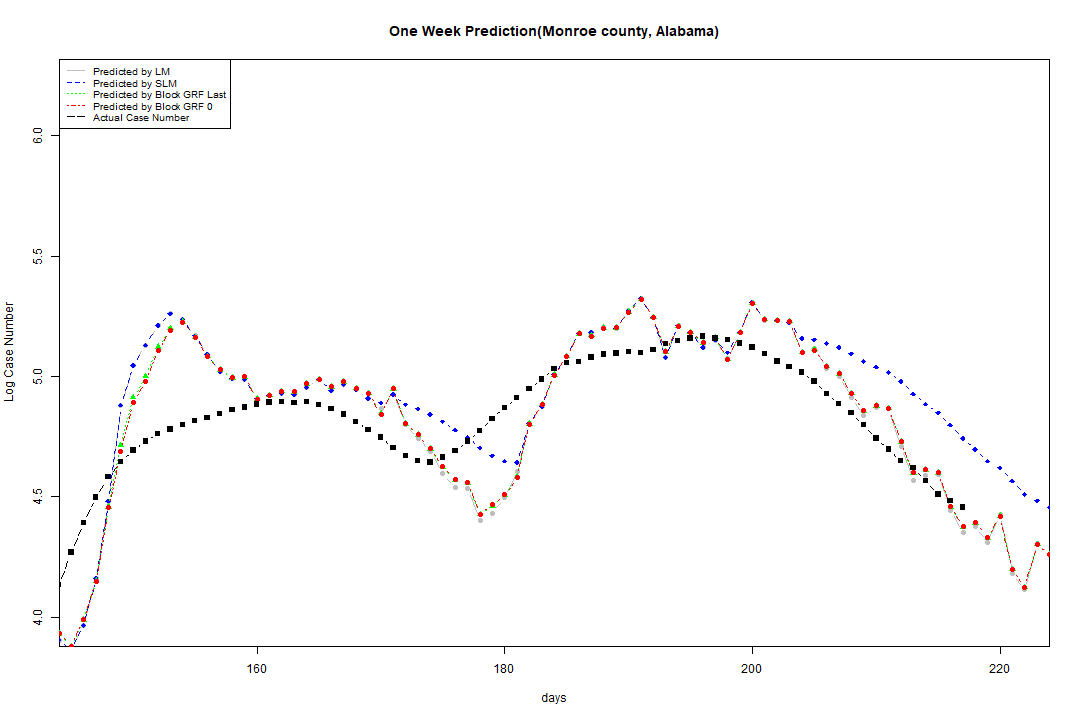 One Week Prediction(Monroe county, Alabama)
Predicted by LM
Predicted by SLM
Predicted by Block GRF Last
Predicted by Block GRF 0
Actual Case Number
6.0
5.5
5.0
4.5
4.0
Log Case Number
160 180 200 220
days